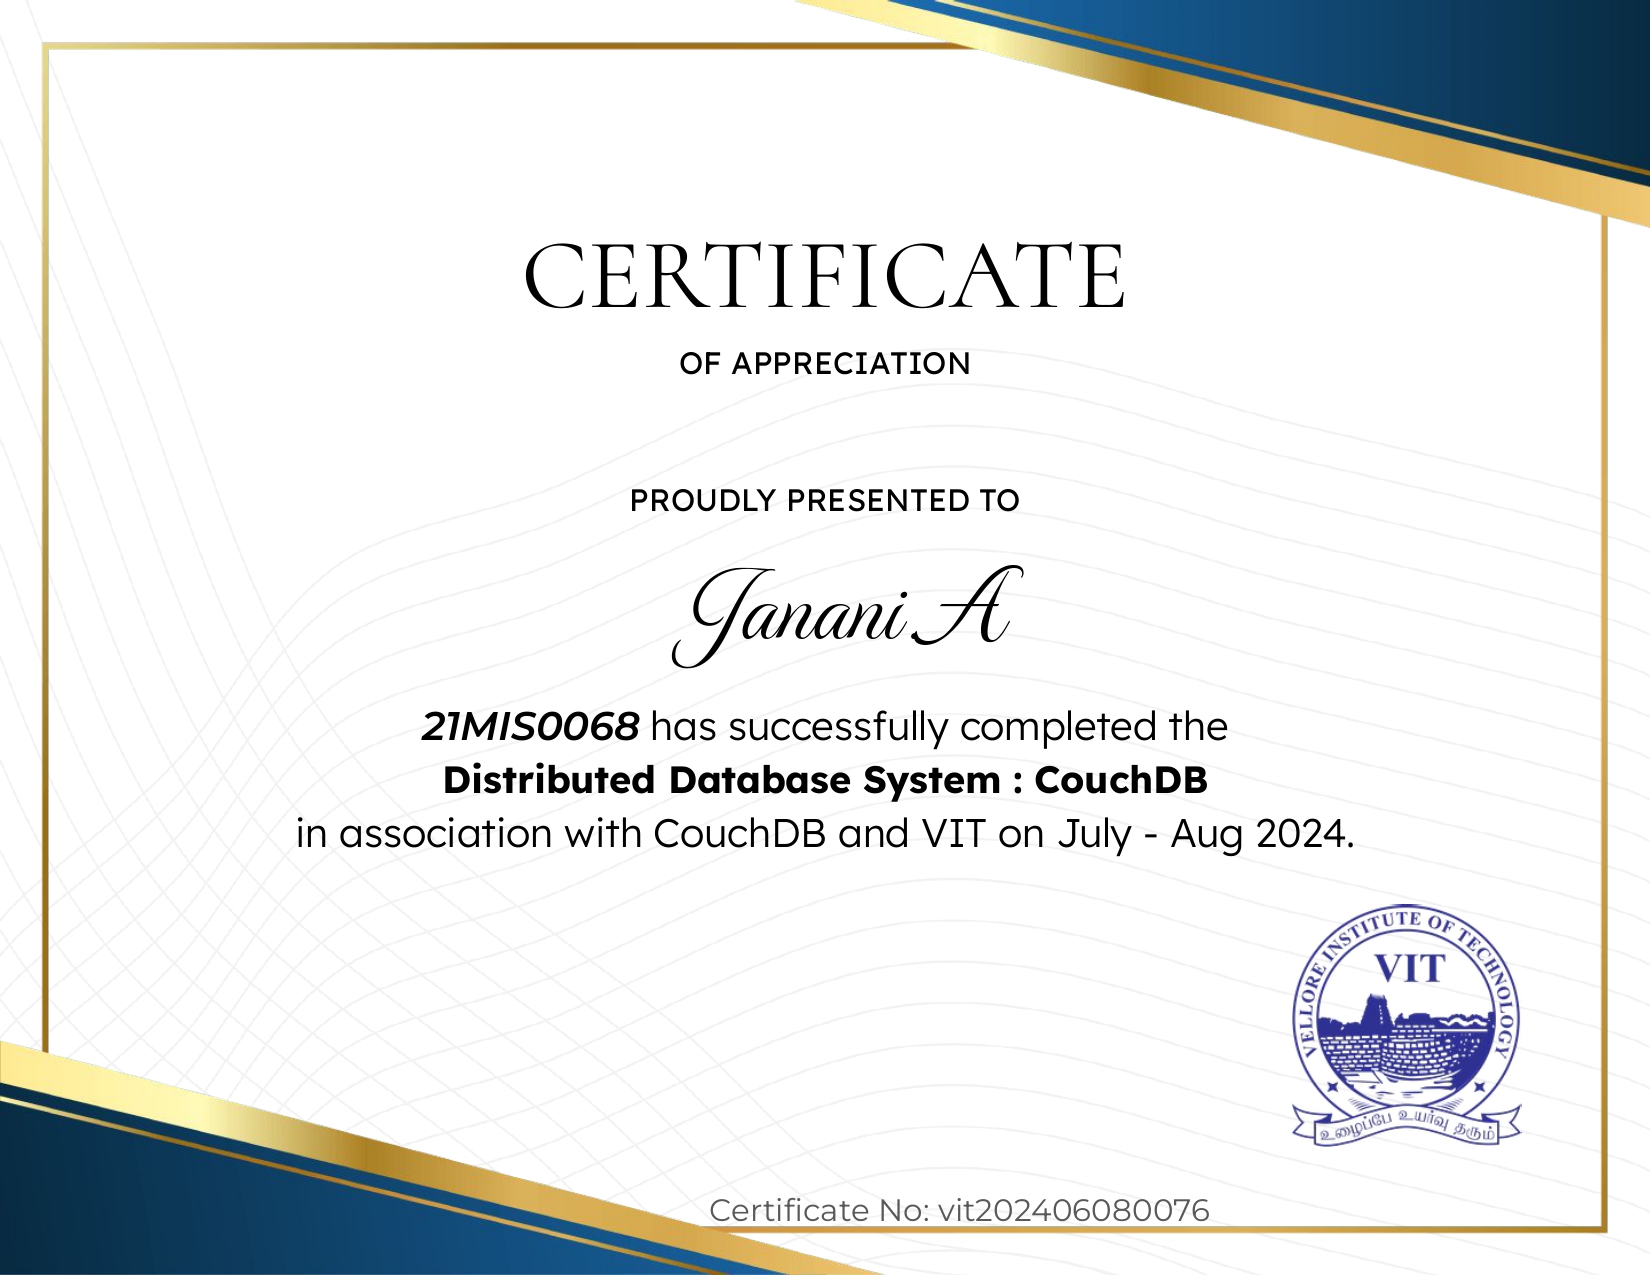 CERTIFICATE
OF APPRECIATION
PROUDLY PRESENTED TO
Janani A
21MIS0068 has successfully completed the
Distributed Database System : CouchDB
in association with CouchDB and VIT on July - Aug 2024.
VELLORE INSTITUTE OF TECHNOLOGY
VIT
உழைப்பே உயர்வு தரும்
Certificate No: vit202406080076